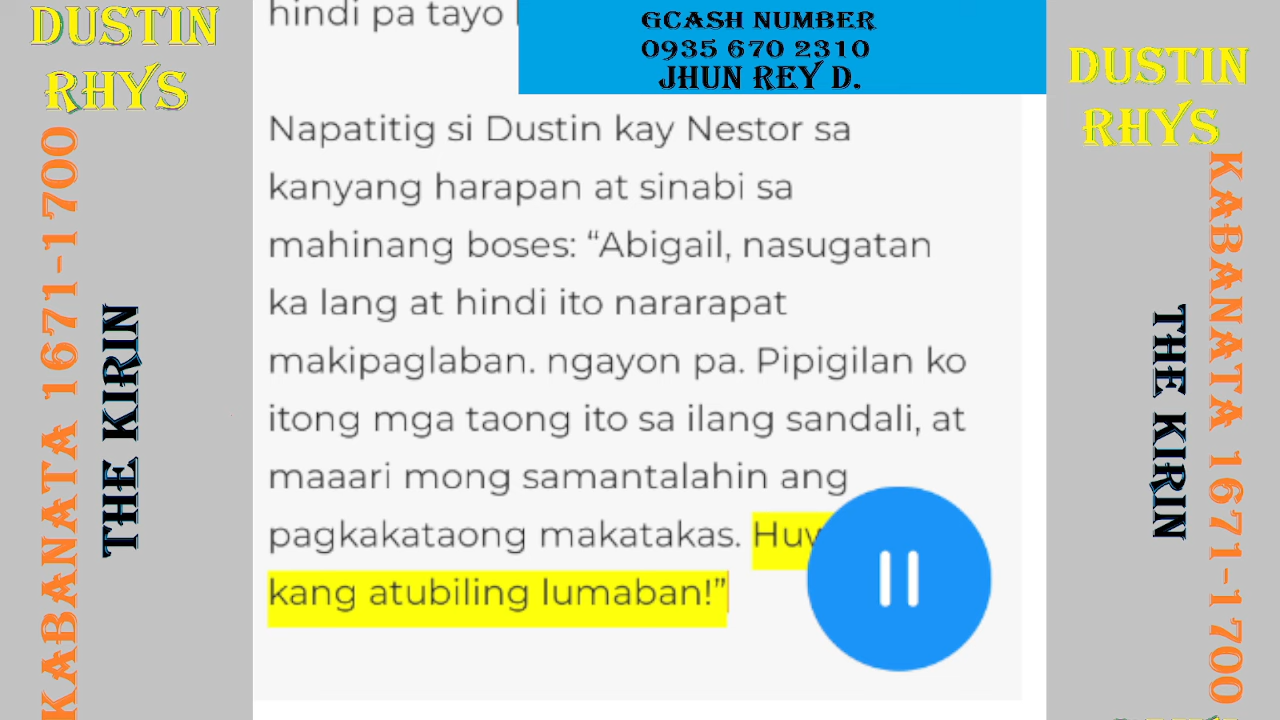 DUSTIN
RHYS
KABANATA 1671-1700
THE KIRIN
hindi pa tayo
GCASH NUMBER
0935 670 2310
JHUN REY D.
Napatitig si Dustin kay Nestor sa
kanyang harapan at sinabi sa
mahinang boses: “Abigail, nasugatan
ka lang at hindi ito nararapat
makipaglaban. ngayon pa. Pipigilan ko
itong mga taong ito sa ilang sandali, at
maaari mong samantalahin ang
pagkakataong makatakas.
kang atubiling lumaban!”
DUSTIN
RHYS
KABANATA 1671-1700
THE KIRIN